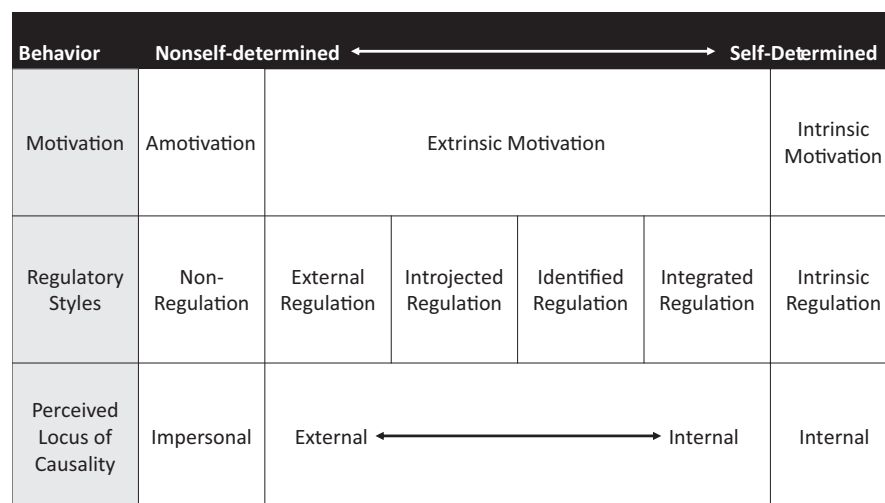 Behavior Nonself-determined Self-Determined
Motivation Amotivation Extrinsic Motivation Intrinsic
Motivation
Regulatory
Styles
Non-
Regulation
External
Regulation
Introjected
Regulation
Identified
Regulation
Integrated
Regulation
Intrinsic
Regulation
Perceived
Locus of
Causality
Impersonal External Internal Internal